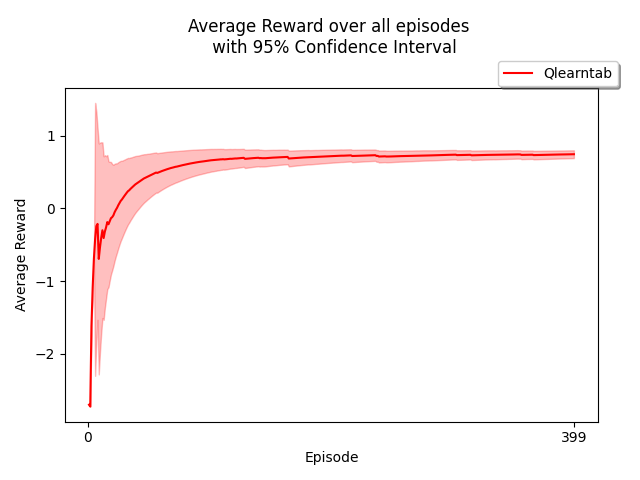 Average Reward over all episodes
with 95% Confidence Interval
Qlearntab
1
0
−1
−2
Average Reward
0
399
Episode